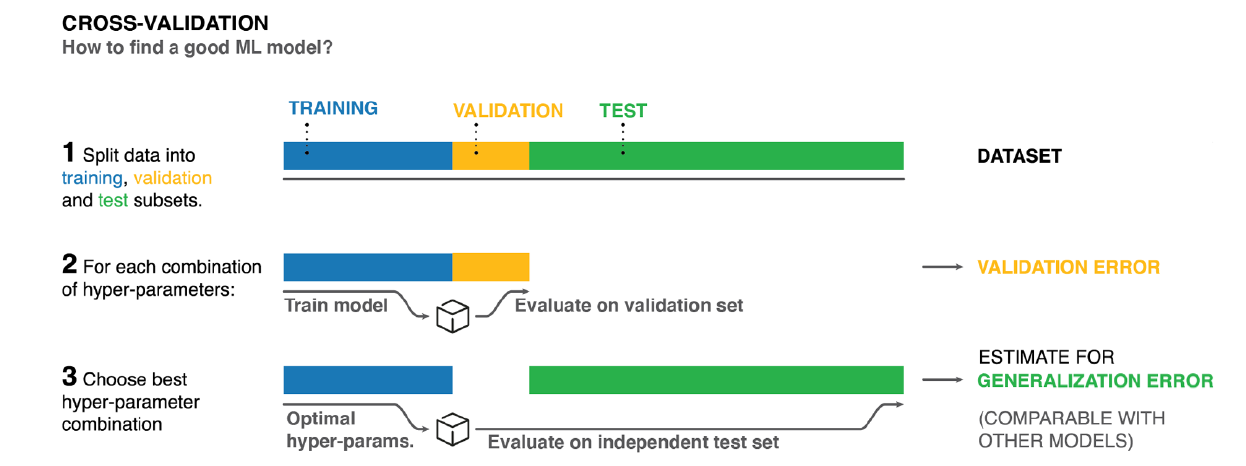 CROSS-VALIDATION
How to find a good ML model?
TRAINING
VALIDATION
TEST
1 Split data into
training, validation
and test subsets.
DATASET
2 For each combination
of hyper-parameters:
Train model
Evaluate on validation set
VALIDATION ERROR
3 Choose best
hyper-parameter
combination
Optimal
hyper-params.
Evaluate on independent test set
ESTIMATE FOR
GENERALIZATION ERROR
(COMPARABLE WITH
OTHER MODELS)